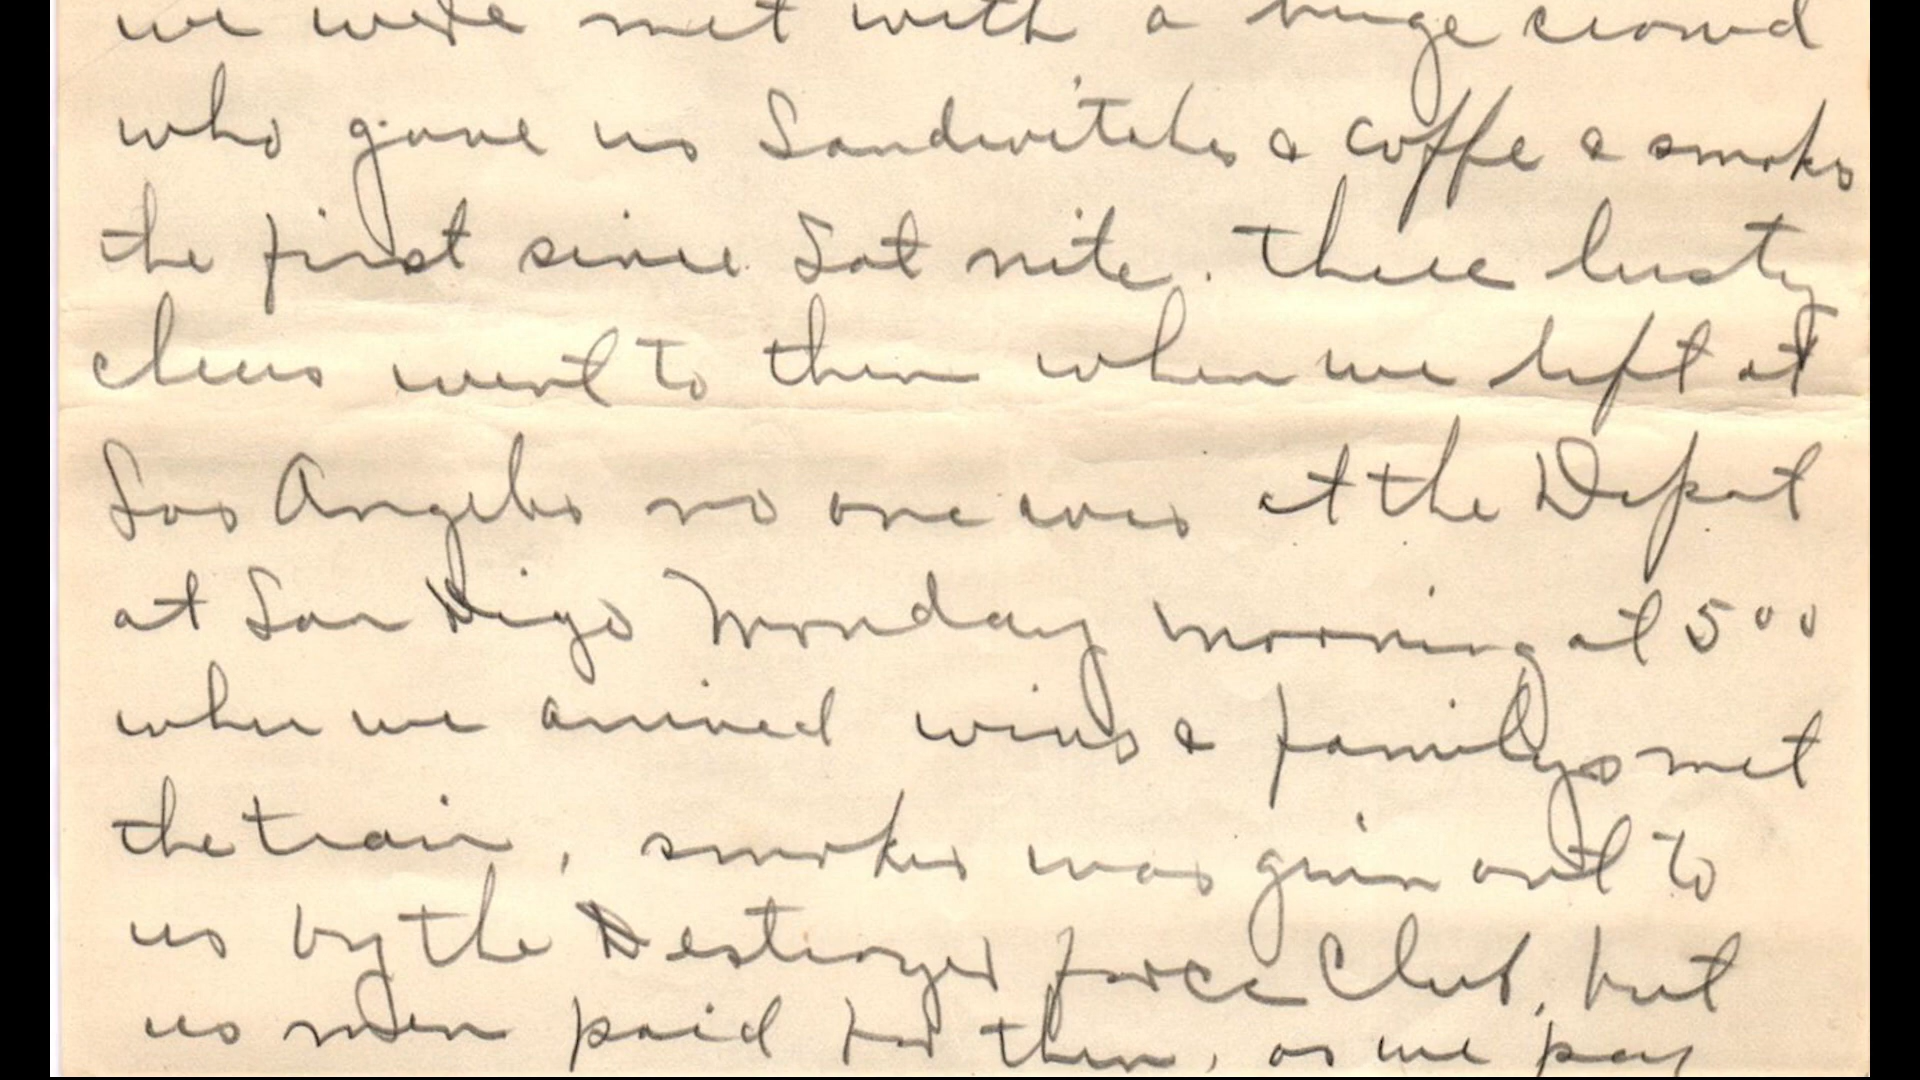 we were met with a huge crowd
who gave us Sandwitches & Coffe & smokes
the first since Sat nite. Three lusty
cheers went to them when we left at
Los Angeles no one was at the Depot
at San Diego Monday morning at 5 00
when we arrived wives & familys met
the train, smokes was given out to
us by the Destroyer force Club, but
us men paid for them, as we pay